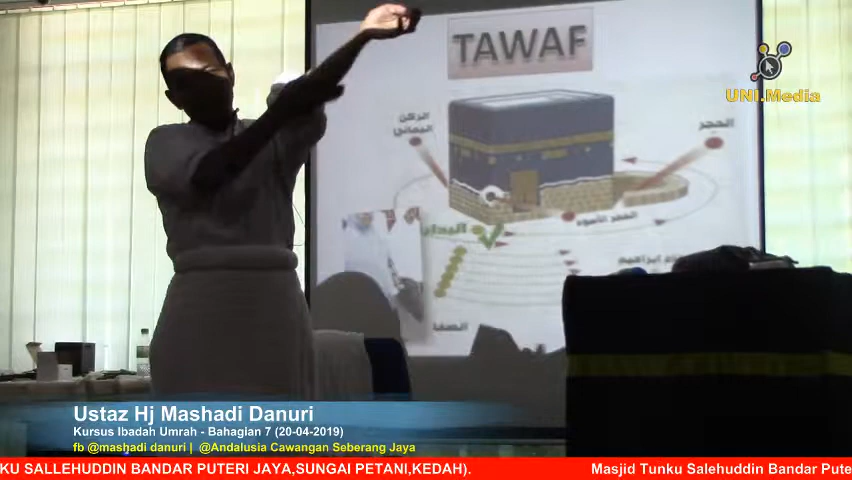 TAWAF
UNI.Media
الركن
اليماني
الحجر
الحجر الأسود
الصفا
Ustaz Hj Mashadi Danuri
Kursus Ibadah Umrah - Bahagian 7 (20-04-2019)
fb @mashadi danuri | @Andalusia Cawangan Seberang Jaya
KU SALLEHUDDIN BANDAR PUTERI JAYA,SUNGAI PETANI,KEDAH). Masjid Tunku Salehuddin Bandar Pute